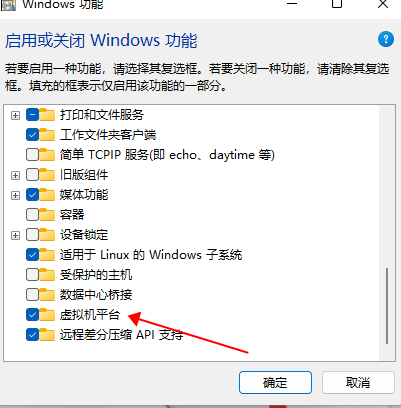 Windows 功能
启用或关闭 Windows 功能
若要启用一种功能，请选择其复选框。若要关闭一种功能，请清除其复选
框。填充的框表示仅启用该功能的一部分。
打印和文件服务
工作文件夹客户端
简单 TCPIP 服务(即 echo、daytime 等)
旧版组件
媒体功能
容器
设备锁定
适用于 Linux 的 Windows 子系统
受保护的主机
数据中心桥接
虚拟机平台
远程差分压缩 API 支持
确定
取消